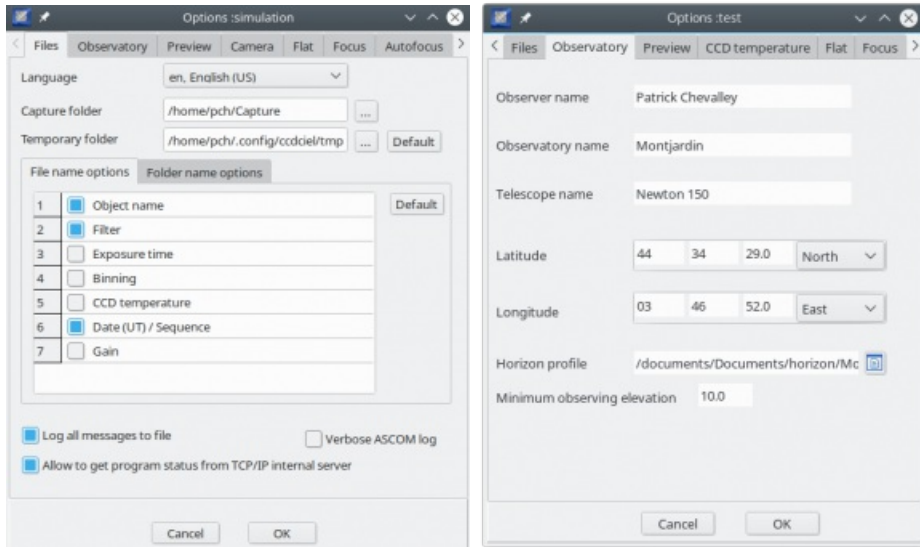 Options :simulation
Files Observatory Preview Camera Flat Focus Autofocus
Language en, English (US)
Capture folder /home/pch/Capture ...
Temporary folder /home/pch/.config/ccdciel/tmp ... Default
File name options Folder name options
1 Object name Default
2 Filter
3 Exposure time
4 Binning
5 CCD temperature
6 Date (UT) / Sequence
7 Gain
Log all messages to file Verbose ASCOM log
Allow to get program status from TCP/IP internal server
Cancel OK
Options :test
Files Observatory Preview CCD temperature Flat Focus
Observer name Patrick Chevalley
Observatory name Montjardin
Telescope name Newton 150
Latitude 44 34 29.0 North
Longitude 03 46 52.0 East
Horizon profile /documents/Documents/horizon/Mc
Minimum observing elevation 10.0
Cancel OK